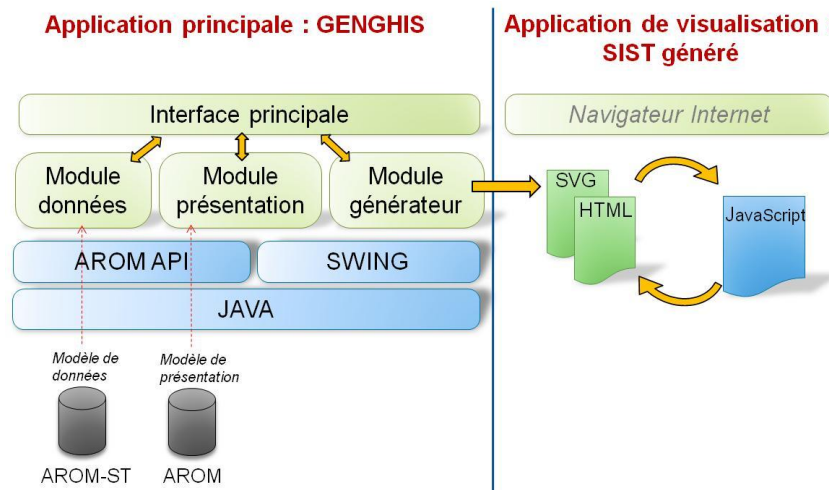 Application principale : GENGHIS
Application de visualisation :
SIST généré
Interface principale
Navigateur Internet
Module
données
Module
présentation
Module
générateur
SVG
HTML
JavaScript
AROM API
SWING
JAVA
Modèle de
données
Modèle de
présentation
AROM-ST
AROM